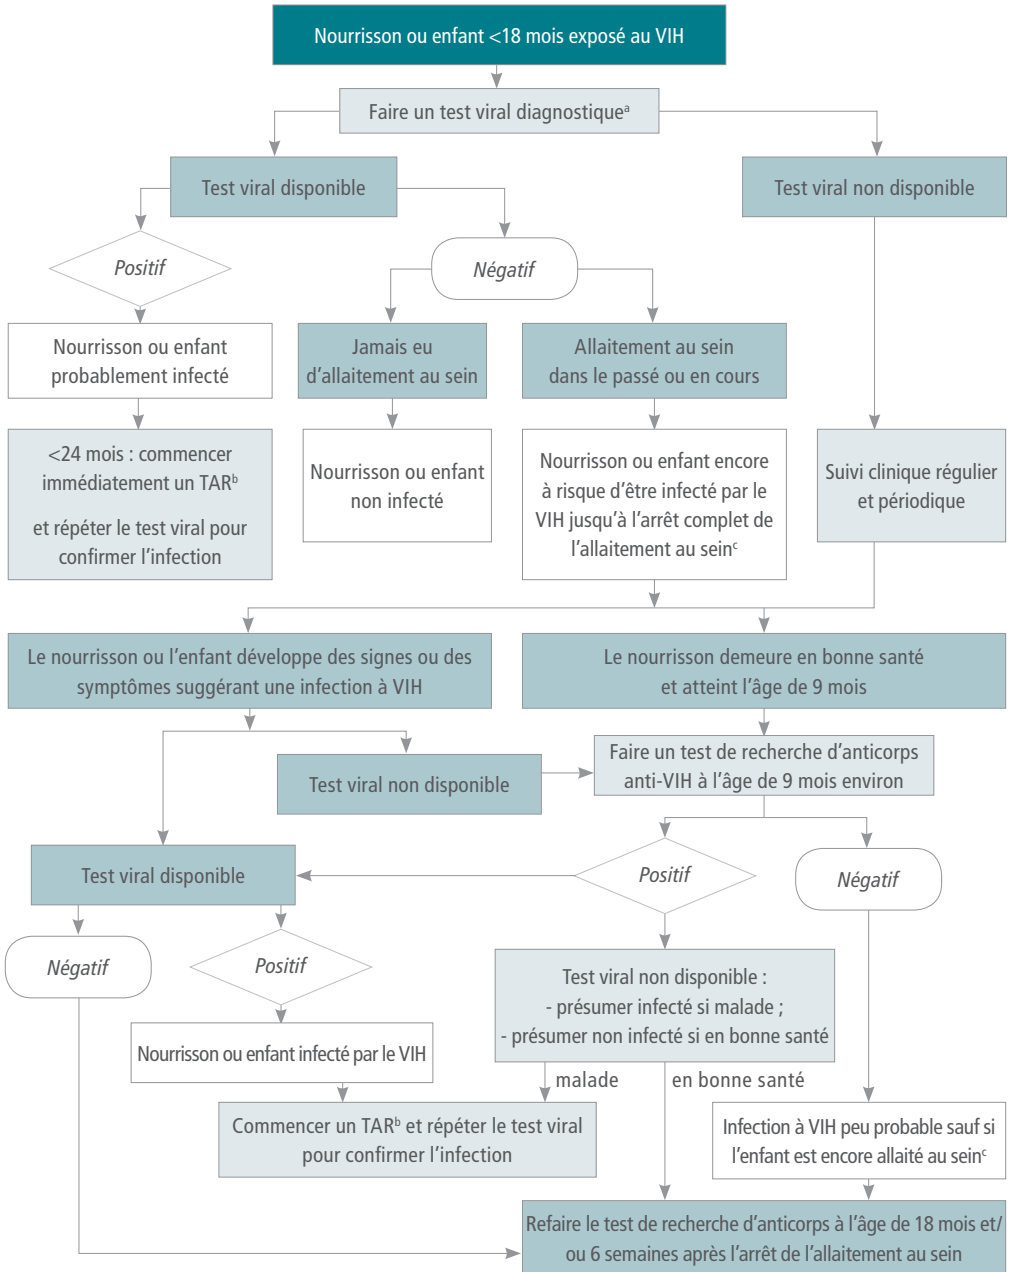 Nourrisson ou enfant <18 mois exposé au VIH
Faire un test viral diagnostiqueᵃ
Test viral disponible
Test viral non disponible
Positif
Négatif
Nourrisson ou enfant
probablement infecté
Jamais eu
d’allaitement au sein
Allaitement au sein
dans le passé ou en cours
<24 mois : commencer
immédiatement un TARᵇ
et répéter le test viral pour
confirmer l’infection
Nourrisson ou enfant
non infecté
Nourrisson ou enfant encore
à risque d’être infecté par le
VIH jusqu’à l’arrêt complet de
l’allaitement au seinᶜ
Suivi clinique régulier
et périodique
Le nourrisson ou l’enfant développe des signes ou des
symptômes suggérant une infection à VIH
Le nourrisson demeure en bonne santé
et atteint l’âge de 9 mois
Test viral non disponible
Faire un test de recherche d’anticorps
anti-VIH à l’âge de 9 mois environ
Test viral disponible
Positif
Négatif
Négatif
Positif
Test viral non disponible :
- présumer infecté si malade ;
- présumer non infecté si en bonne santé
Nourrisson ou enfant infecté par le VIH
malade
en bonne santé
Commencer un TARᵇ et répéter le test viral
pour confirmer l’infection
Infection à VIH peu probable sauf si
l’enfant est encore allaité au seinᶜ
Refaire le test de recherche d’anticorps à l’âge de 18 mois et/
ou 6 semaines après l’arrêt de l’allaitement au sein